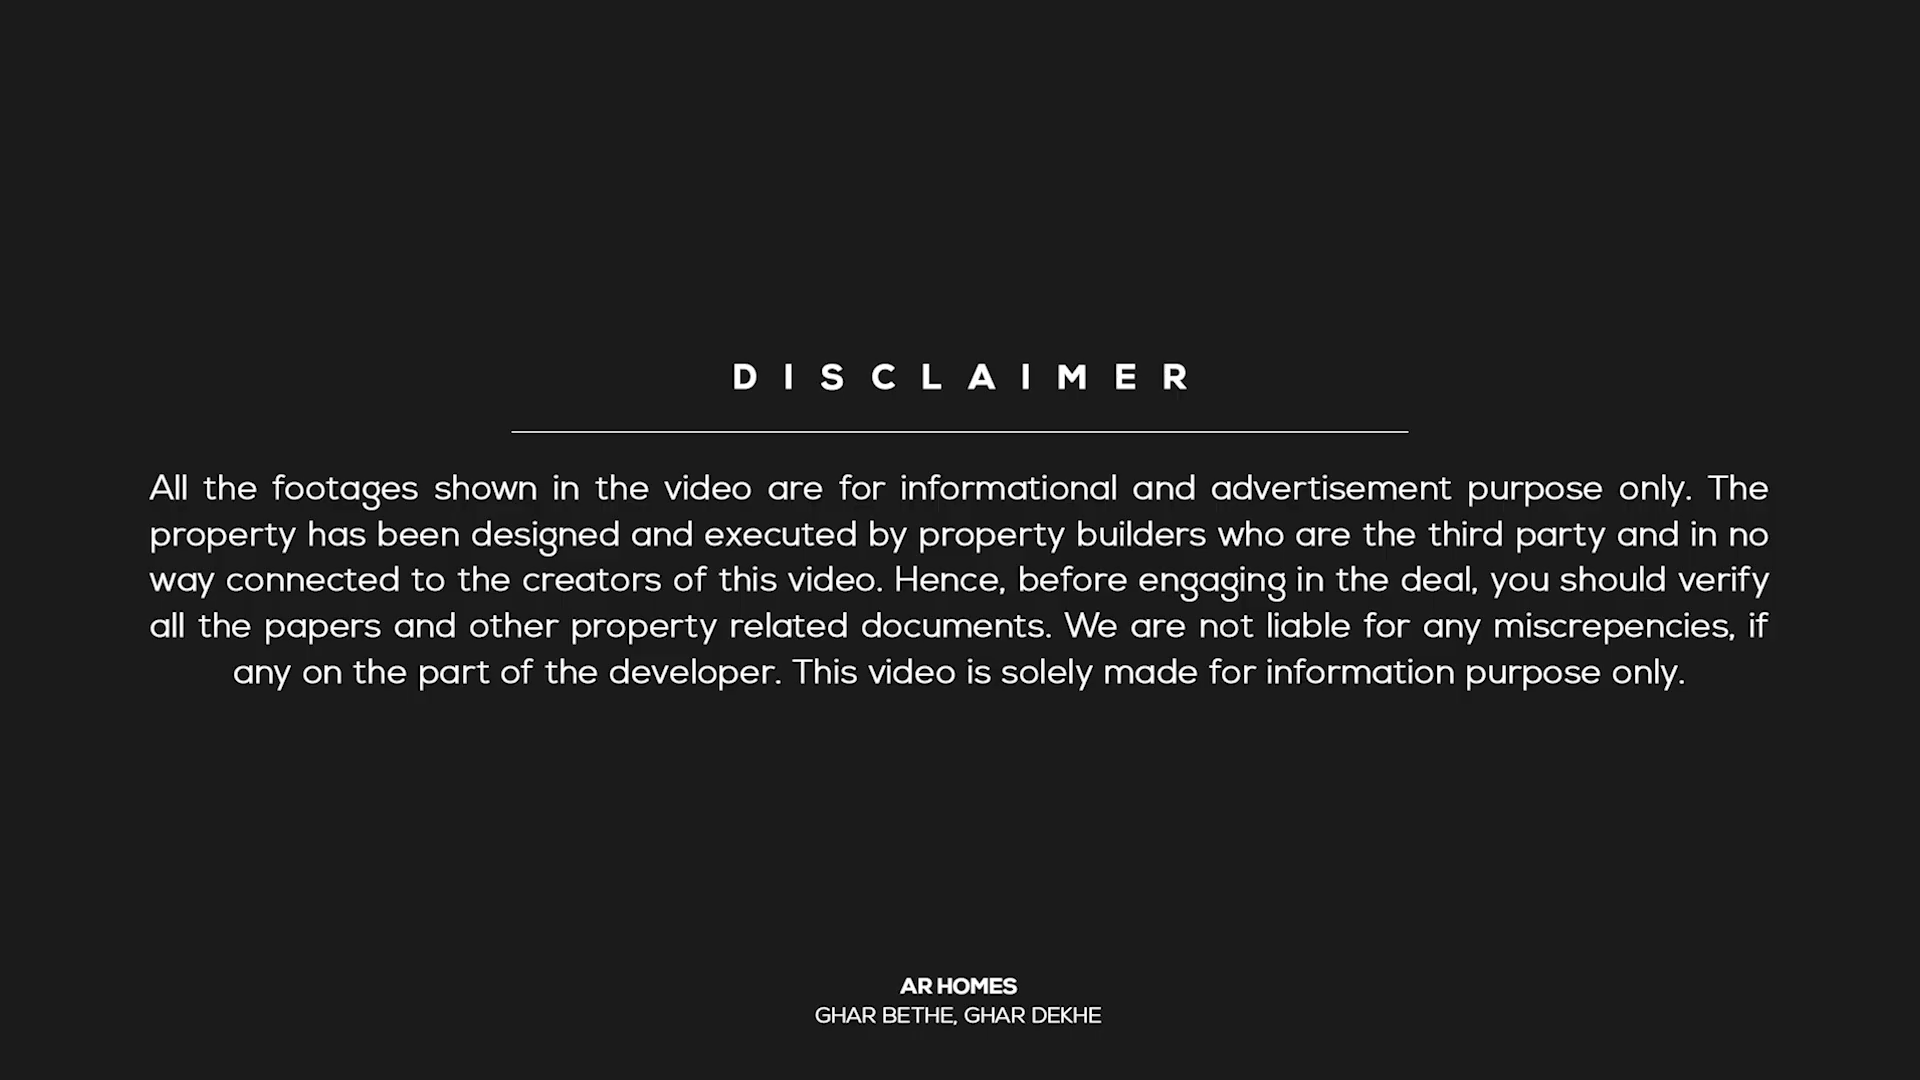 DISCLAIMER
All the footages shown in the video are for informational and advertisement purpose only. The
property has been designed and executed by property builders who are the third party and in no
way connected to the creators of this video. Hence, before engaging in the deal, you should verify
all the papers and other property related documents. We are not liable for any miscrepencies, if
any on the part of the developer. This video is solely made for information purpose only.
AR HOMES
GHAR BETHE, GHAR DEKHE